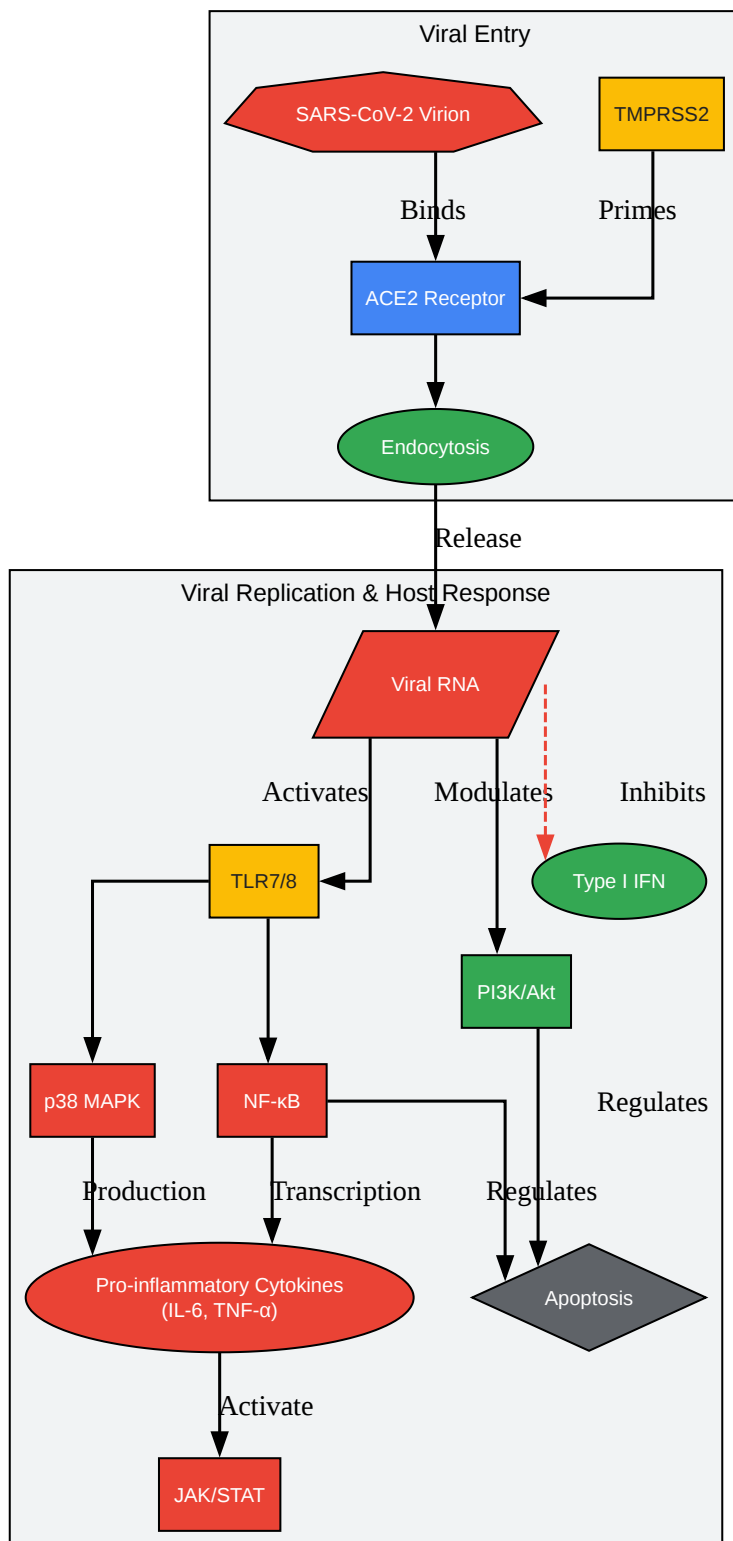 Viral Entry
SARS-CoV-2 Virion
TMPRSS2
Binds
Primes
ACE2 Receptor
Endocytosis
Release
Viral Replication & Host Response
Viral RNA
Activates
Modulates
Inhibits
TLR7/8
Type I IFN
PI3K/Akt
p38 MAPK
NF-κB
Regulates
Production
Transcription
Regulates
Pro-inflammatory Cytokines
(IL-6, TNF-α)
Apoptosis
Activate
JAK/STAT